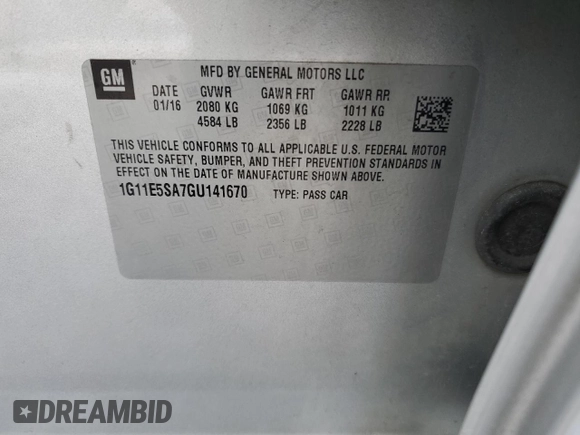 GM
MFD BY GENERAL MOTORS LLC
DATE GVWR GAWR FRT GAWR RR
01/16 2080 KG 1069 KG 1011 KG
4584 LB 2356 LB 2228 LB
THIS VEHICLE CONFORMS TO ALL APPLICABLE U.S. FEDERAL MOTOR
VEHICLE SAFETY, BUMPER, AND THEFT PREVENTION STANDARDS IN
EFFECT ON THE DATE OF MANUFACTURE SHOWN ABOVE.
1G11E5SA7GU141670 TYPE: PASS CAR
DREAMBID